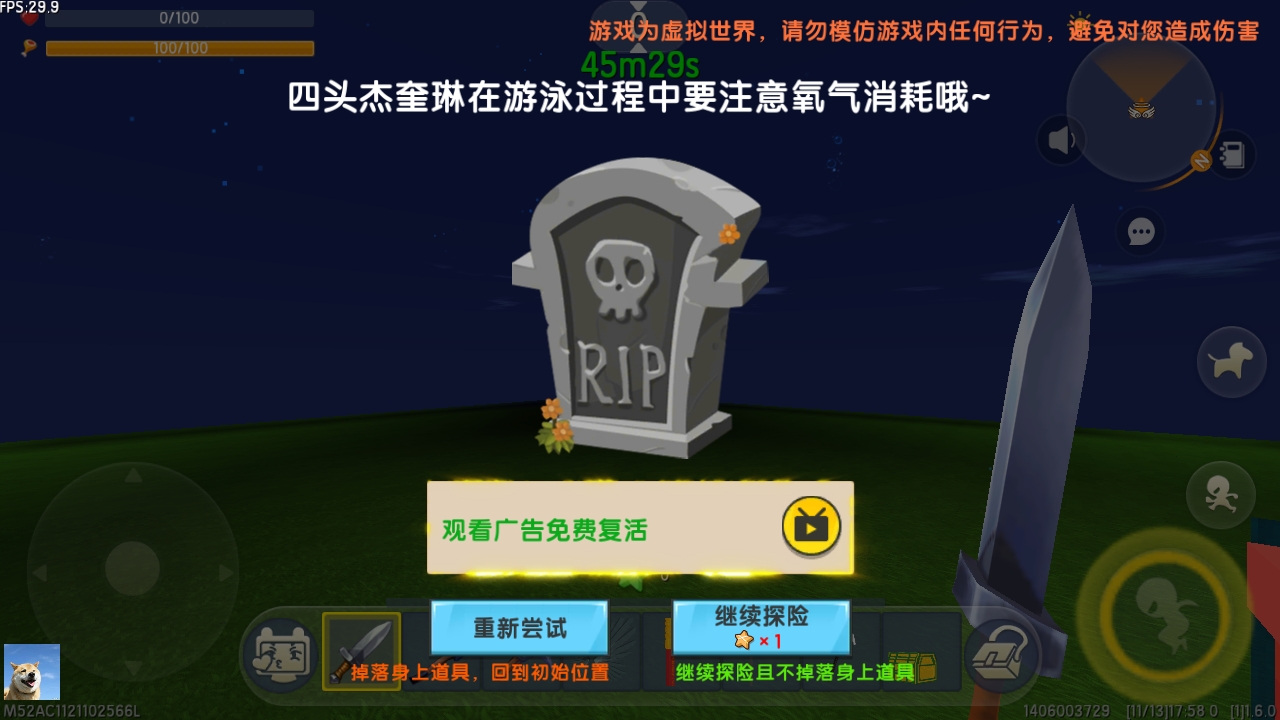 FPS:29.9
0/100
100/100
游戏为虚拟世界，请勿模仿游戏内任何行为，避免对您造成伤害
45m29s
四头杰奎琳在游泳过程中要注意氧气消耗哦~
N
RIP
观看广告免费复活
重新尝试
继续探险
×1
掉落身上道具，回到初始位置
继续探险且不掉落身上道具
M52AC1121102566L
1406003729 [11/13]17:58 0 [1]1.6.0